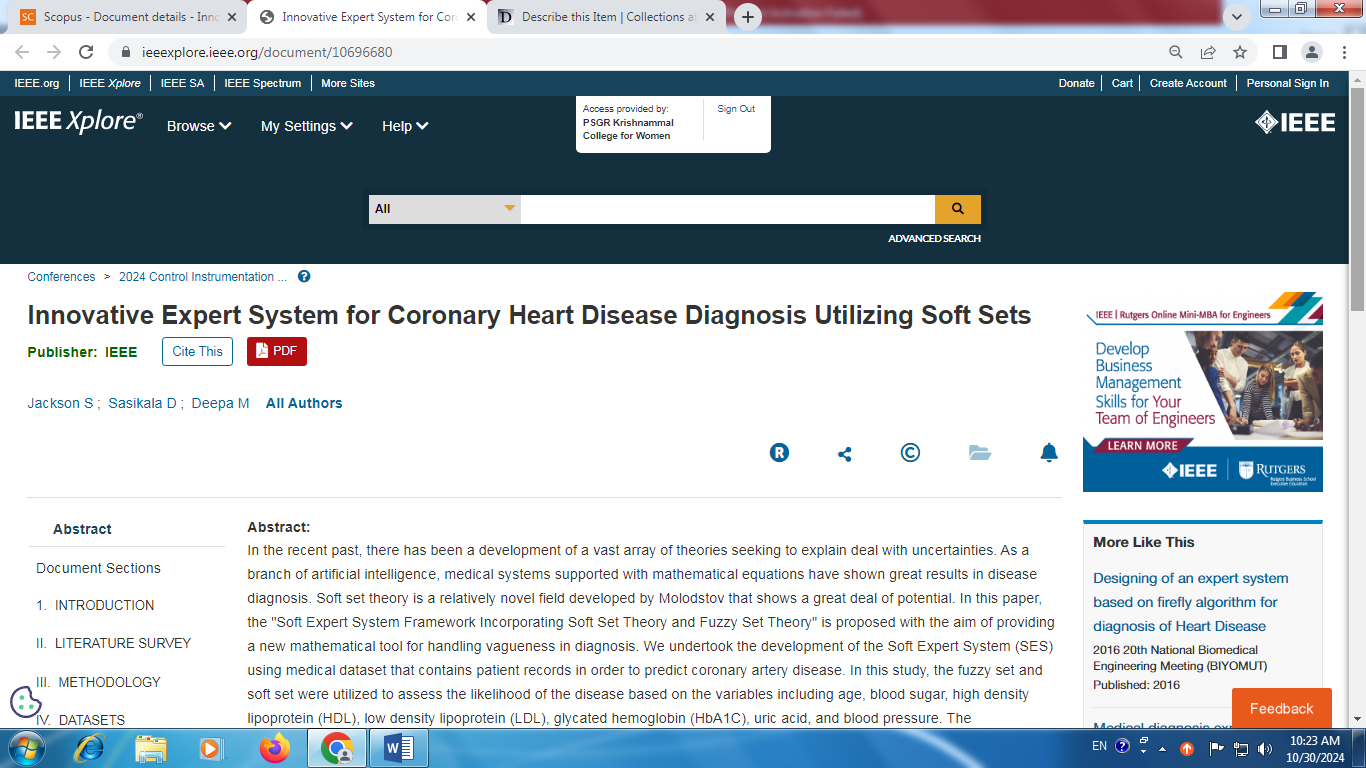 Scopus - Document details - Inno
Innovative Expert System for Coro
Describe this Item | Collections at
ieeexplore.ieee.org/document/10696680
IEEE.org IEEE Xplore IEEE SA IEEE Spectrum More Sites
Donate Cart Create Account Personal Sign In
IEEE Xplore®
Browse My Settings Help
Access provided by:
PSGR Krishnammal
College for Women
Sign Out
IEEE
All
ADVANCED SEARCH
Conferences > 2024 Control Instrumentation ...
Innovative Expert System for Coronary Heart Disease Diagnosis Utilizing Soft Sets
Publisher: IEEE Cite This PDF
Jackson S ; Sasikala D ; Deepa M All Authors
IEEE | Rutgers Online Mini-MBA for Engineers
Develop
Business
Management
Skills for Your
Team of Engineers
LEARN MORE
IEEE RUTGERS
Rutgers Business School
Executive Education
Abstract
Document Sections
1. INTRODUCTION
II. LITERATURE SURVEY
III. METHODOLOGY
IV. DATASETS
Abstract:
In the recent past, there has been a development of a vast array of theories seeking to explain deal with uncertainties. As a
branch of artificial intelligence, medical systems supported with mathematical equations have shown great results in disease
diagnosis. Soft set theory is a relatively novel field developed by Molodstov that shows a great deal of potential. In this paper,
the "Soft Expert System Framework Incorporating Soft Set Theory and Fuzzy Set Theory" is proposed with the aim of providing
a new mathematical tool for handling vagueness in diagnosis. We undertook the development of the Soft Expert System (SES)
using medical dataset that contains patient records in order to predict coronary artery disease. In this study, the fuzzy set and
soft set were utilized to assess the likelihood of the disease based on the variables including age, blood sugar, high density
lipoprotein (HDL), low density lipoprotein (LDL), glycated hemoglobin (HbA1C), uric acid, and blood pressure. The
More Like This
Designing of an expert system
based on firefly algorithm for
diagnosis of Heart Disease
2016 20th National Biomedical
Engineering Meeting (BIYOMUT)
Published: 2016
Medical diagnosis
Feedback
EN
10:23 AM
10/30/2024